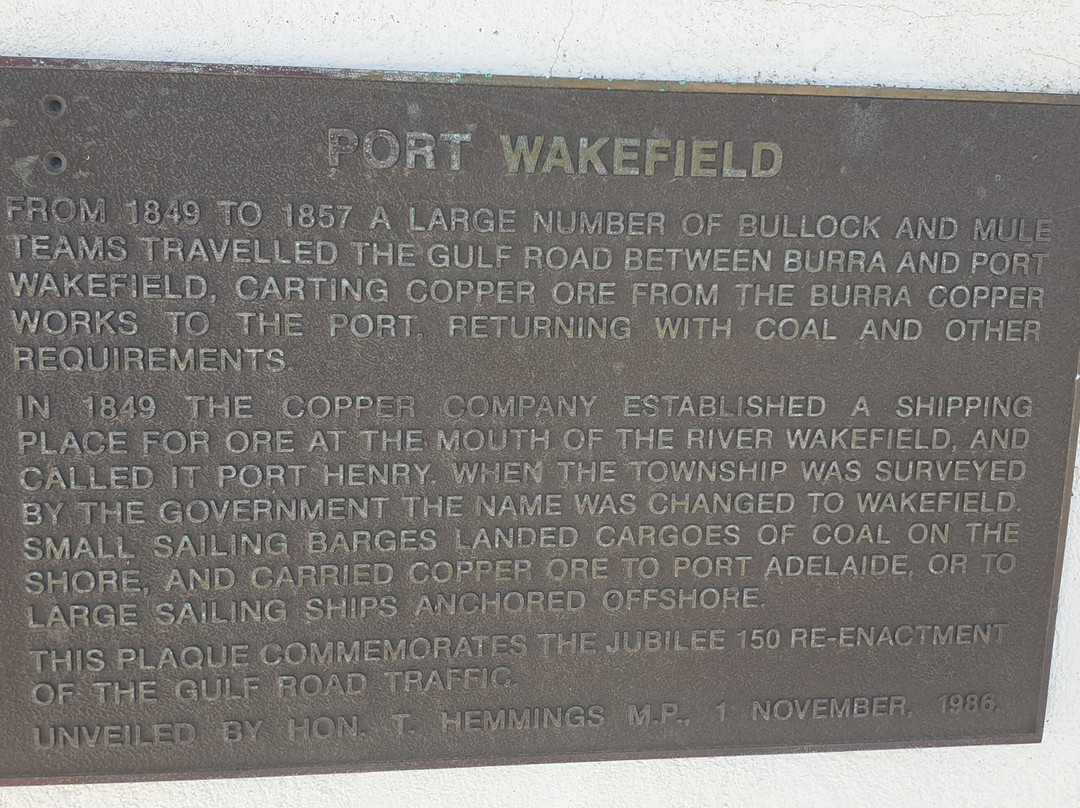 PORT WAKEFIELD
FROM 1849 TO 1857 A LARGE NUMBER OF BULLOCK AND MULE
TEAMS TRAVELLED THE GULF ROAD BETWEEN BURRA AND PORT
WAKEFIELD, CARTING COPPER ORE FROM THE BURRA COPPER
WORKS TO THE PORT, RETURNING WITH COAL AND OTHER
REQUIREMENTS
IN 1849 THE COPPER COMPANY ESTABLISHED A SHIPPING
PLACE FOR ORE AT THE MOUTH OF THE RIVER WAKEFIELD, AND
CALLED IT PORT HENRY. WHEN THE TOWNSHIP WAS SURVEYED
BY THE GOVERNMENT THE NAME WAS CHANGED TO WAKEFIELD.
SMALL SAILING BARGES LANDED CARGOES OF COAL ON THE
SHORE, AND CARRIED COPPER ORE TO PORT ADELAIDE, OR TO
LARGE SAILING SHIPS ANCHORED OFFSHORE.
THIS PLAQUE COMMEMORATES THE JUBILEE 150 RE-ENACTMENT
OF THE GULF ROAD TRAFFIC.
UNVEILED BY HON. T. HEMMINGS M.P., 1 NOVEMBER, 1986.